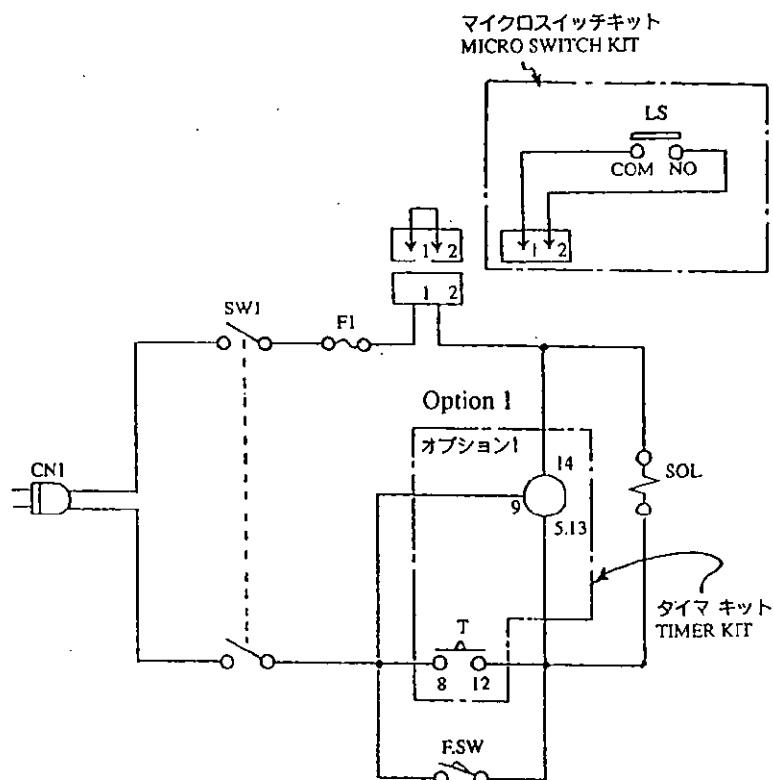 マイクロスイッチキット
MICRO SWITCH KIT
LS
COM NO
1 2
1 2
1 2
SW1
F1
Option 1
オプション1
14
CN1
SOL
9
5.13
タイマ キット
TIMER KIT
T
8 12
F.SW